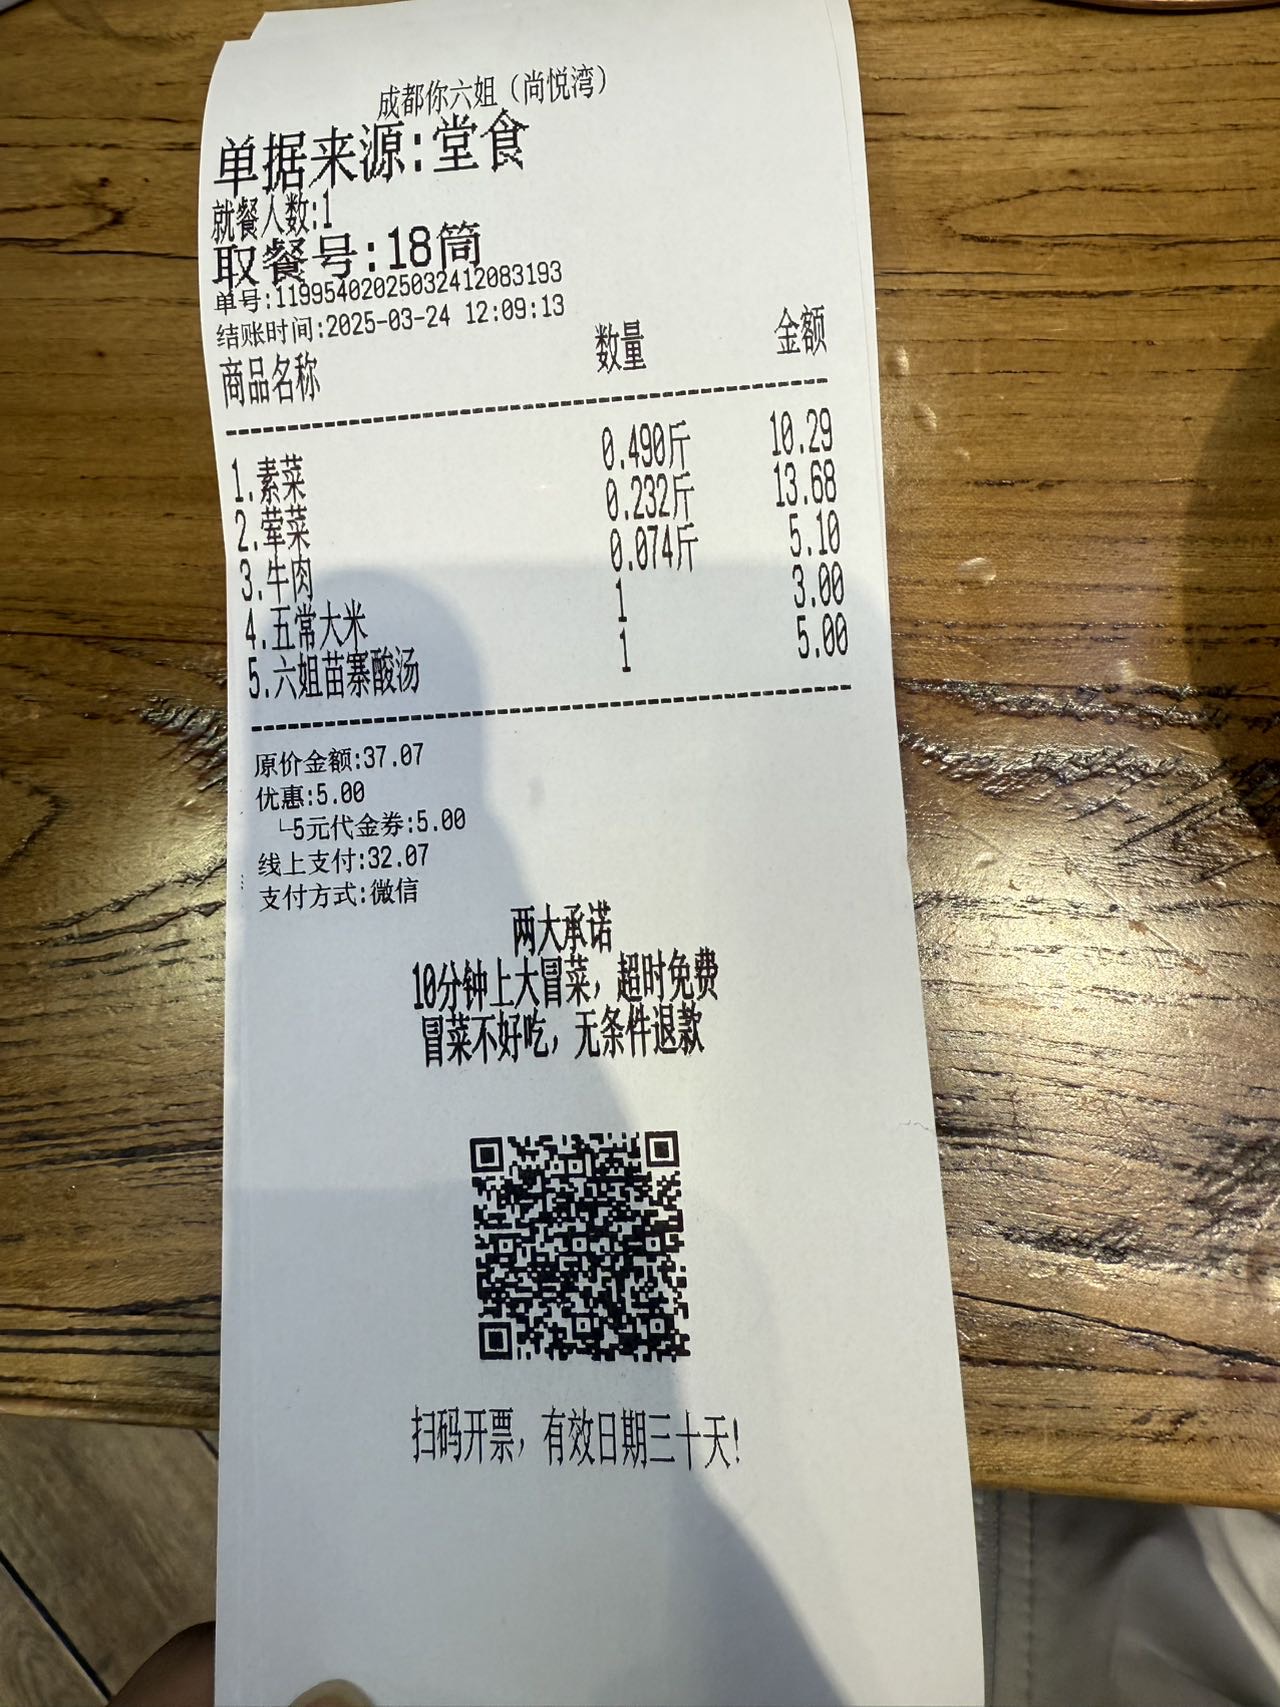 成都你六姐（尚悦湾）
单据来源:堂食
就餐人数:1
取餐号:18筒
单号:11995402025032412083193
结账时间:2025-03-24 12:09:13
商品名称 数量 金额
1.素菜 0.490斤 10.29
2.荤菜 0.232斤 13.68
3.牛肉 0.074斤 5.10
4.五常大米 1 3.00
5.六姐苗寨酸汤 1 5.00
原价金额:37.07
优惠:5.00
└5元代金券:5.00
线上支付:32.07
支付方式:微信
两大承诺
10分钟上大冒菜，超时免费
冒菜不好吃，无条件退款
扫码开票，有效日期三十天!